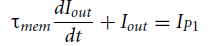 τ_mem dI_out/dt + I_out = I_P1